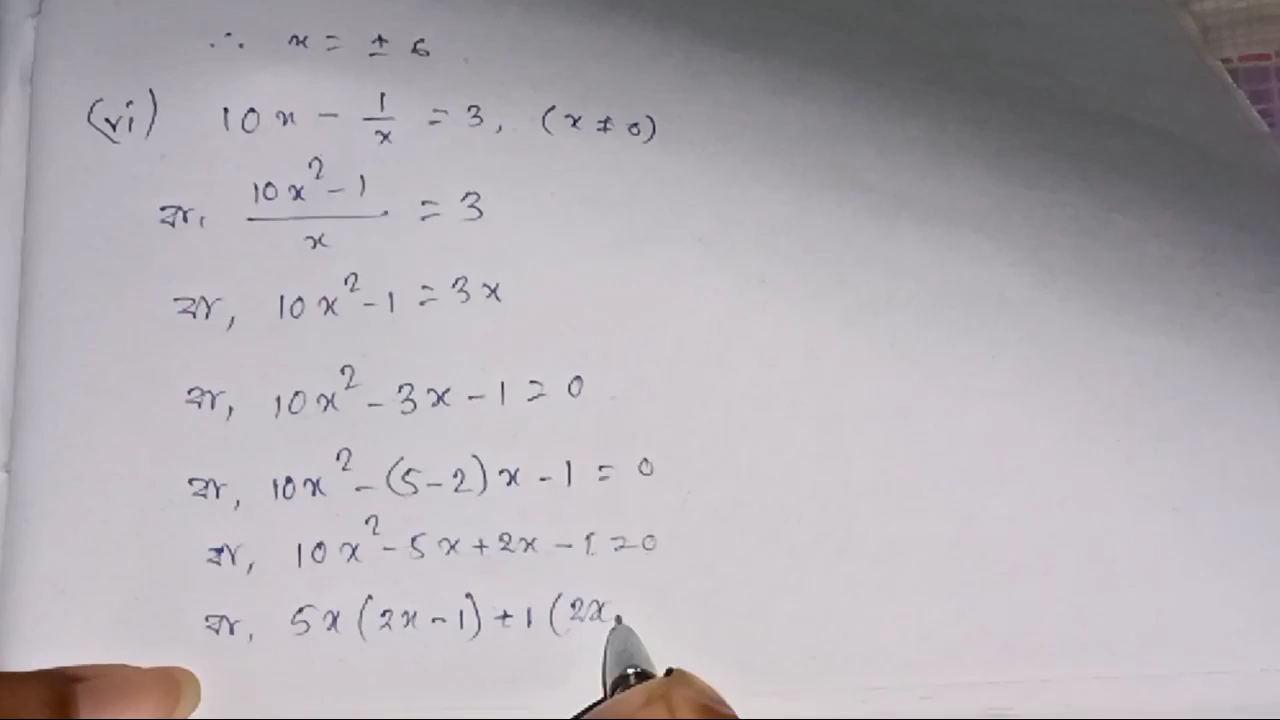 ∴ x = ± 6
(vi) 10x - 1/x = 3, (x ≠ 0)
বা, (10x² - 1)/x = 3
বা, 10x² - 1 = 3x
বা, 10x² - 3x - 1 = 0
বা, 10x² - (5-2)x - 1 = 0
বা, 10x² - 5x + 2x - 1 = 0
বা, 5x(2x - 1) + 1(2x